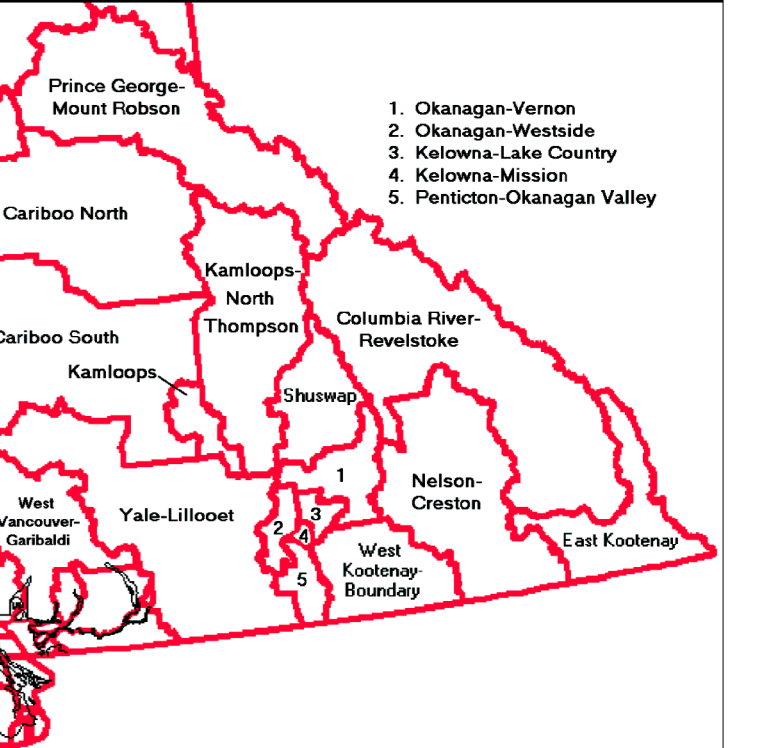 Prince George-
Mount Robson
1. Okanagan-Vernon
2. Okanagan-Westside
3. Kelowna-Lake Country
4. Kelowna-Mission
5. Penticton-Okanagan Valley
Cariboo North
Kamloops-
North
Thompson
Columbia River-
Revelstoke
Cariboo South
Kamloops
Shuswap
1
Nelson-
Creston
West
Vancouver-
Garibaldi
Yale-Lillooet
2
3
4
5
West
Kootenay-
Boundary
East Kootenay